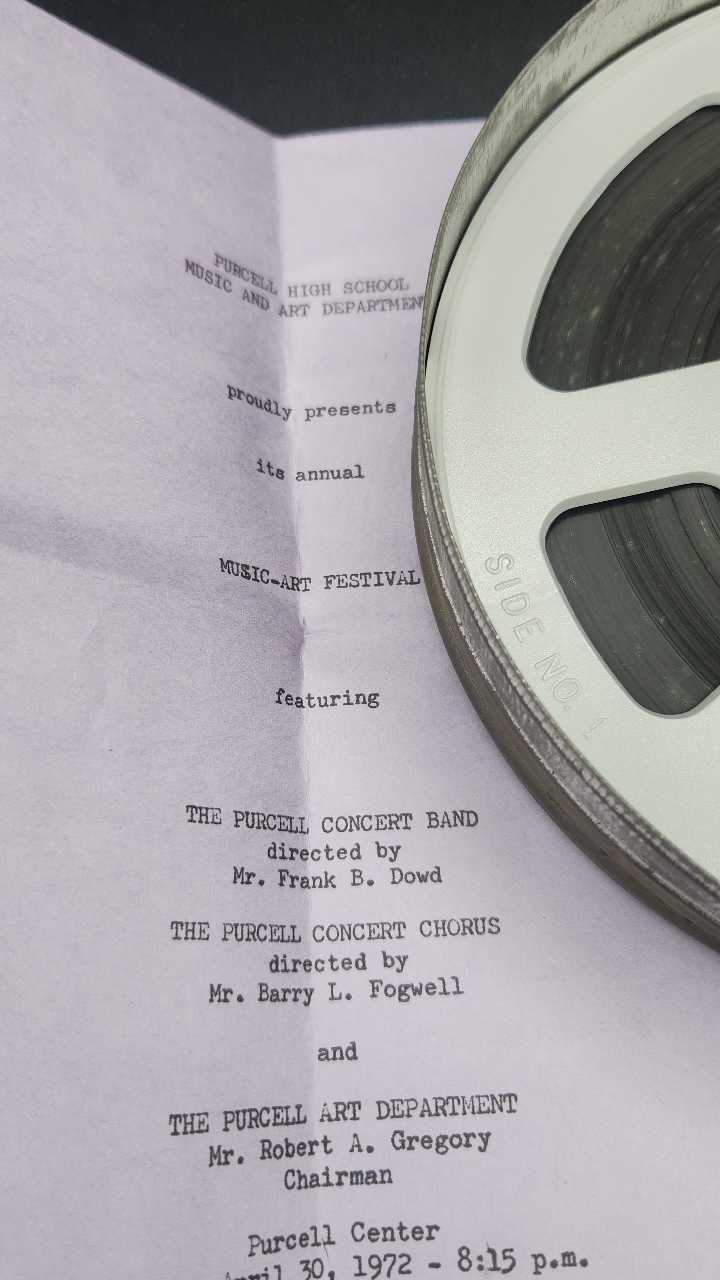 PURCELL HIGH SCHOOL
MUSIC AND ART DEPARTMENT
proudly presents
its annual
MUSIC-ART FESTIVAL
featuring
THE PURCELL CONCERT BAND
directed by
Mr. Frank B. Dowd
THE PURCELL CONCERT CHORUS
directed by
Mr. Barry L. Fogwell
and
THE PURCELL ART DEPARTMENT
Mr. Robert A. Gregory
Chairman
Purcell Center
April 30, 1972 - 8:15 p.m.
SIDE NO. 1